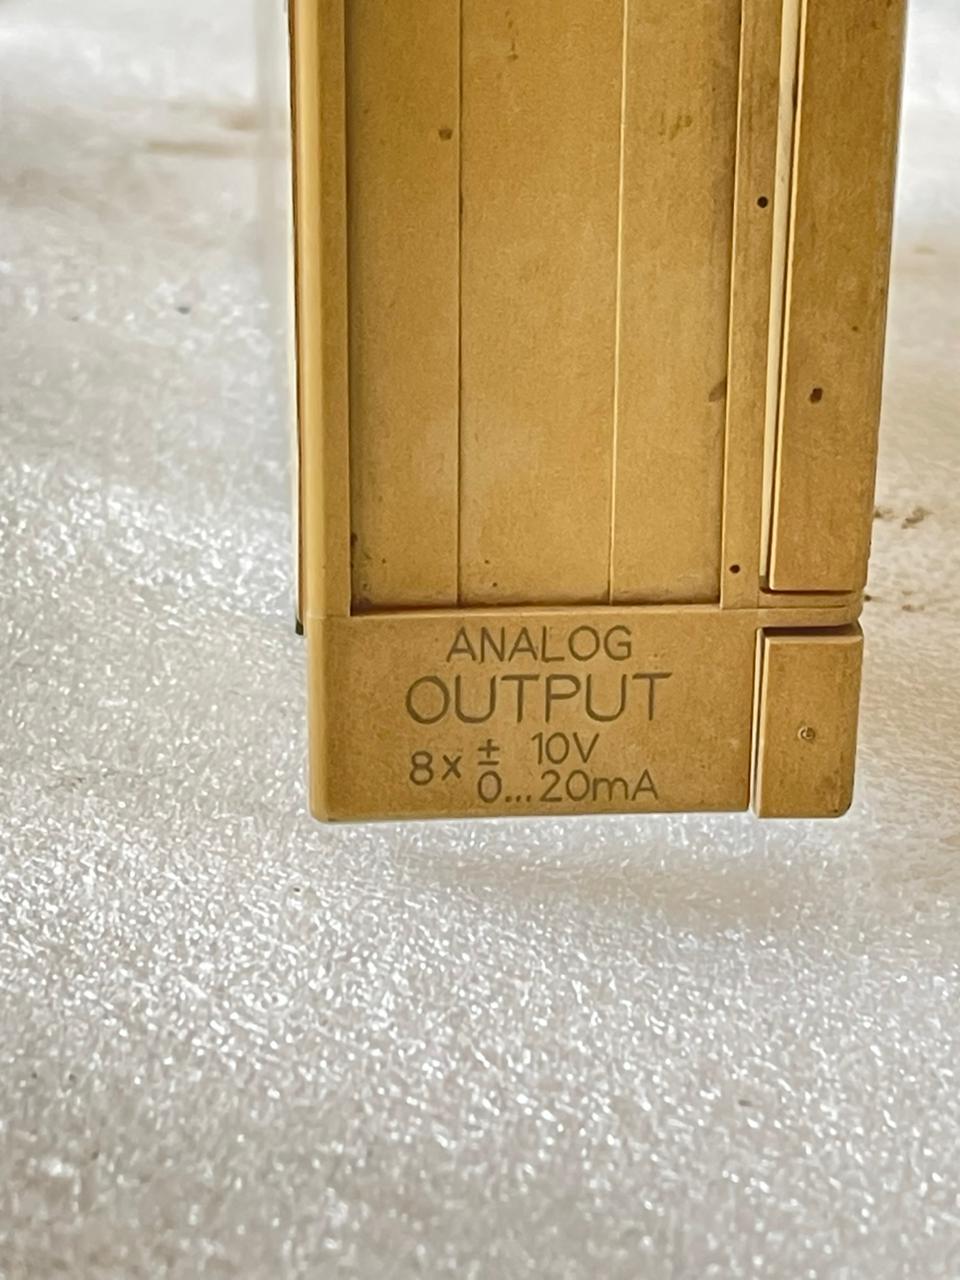 ANALOG
OUTPUT
8x ± 10V
0...20mA